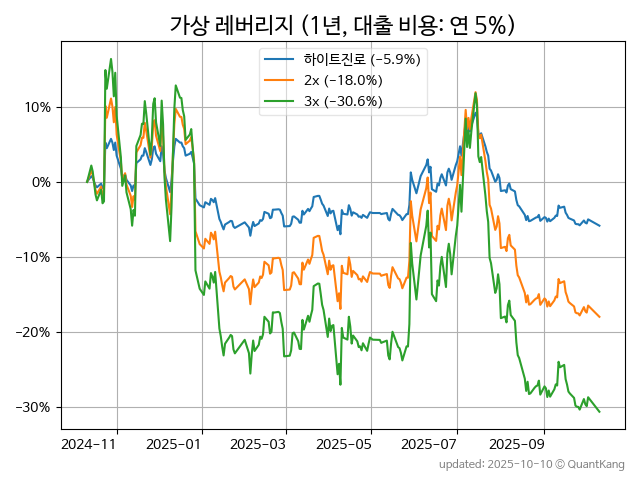 가상 레버리지 (1년, 대출 비용: 연 5%)
하이트진로 (−5.9%)
2x (−18.0%)
3x (−30.6%)
10%
0%
−10%
−20%
−30%
2024−11 2025−01 2025−03 2025−05 2025−07 2025−09
updated: 2025-10-10 © QuantKang